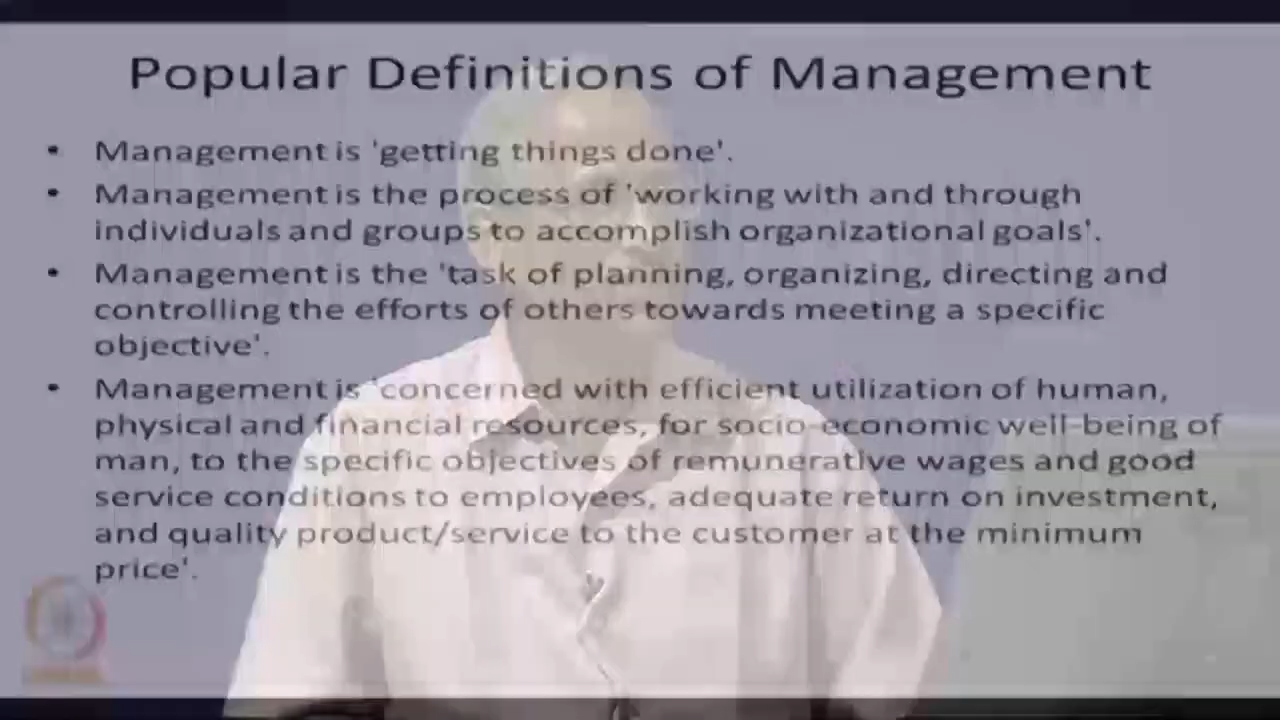 Popular Definitions of Management
• Management is 'getting things done'.
• Management is the process of 'working with and through
individuals and groups to accomplish organizational goals'.
• Management is the 'task of planning, organizing, directing and
controlling the efforts of others towards meeting a specific
objective'.
• Management is 'concerned with efficient utilization of human,
physical and financial resources, for socio-economic well-being of
man, to the specific objectives of remunerative wages and good
service conditions to employees, adequate return on investment,
and quality product/service to the customer at the minimum
price'.